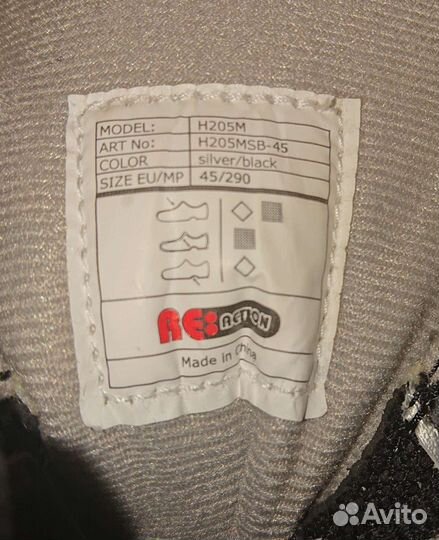 MODEL: H205M
ART No: H205MSB-45
COLOR silver/black
SIZE EU/MP 45/290
RE:ACTION
Made in China
Avito